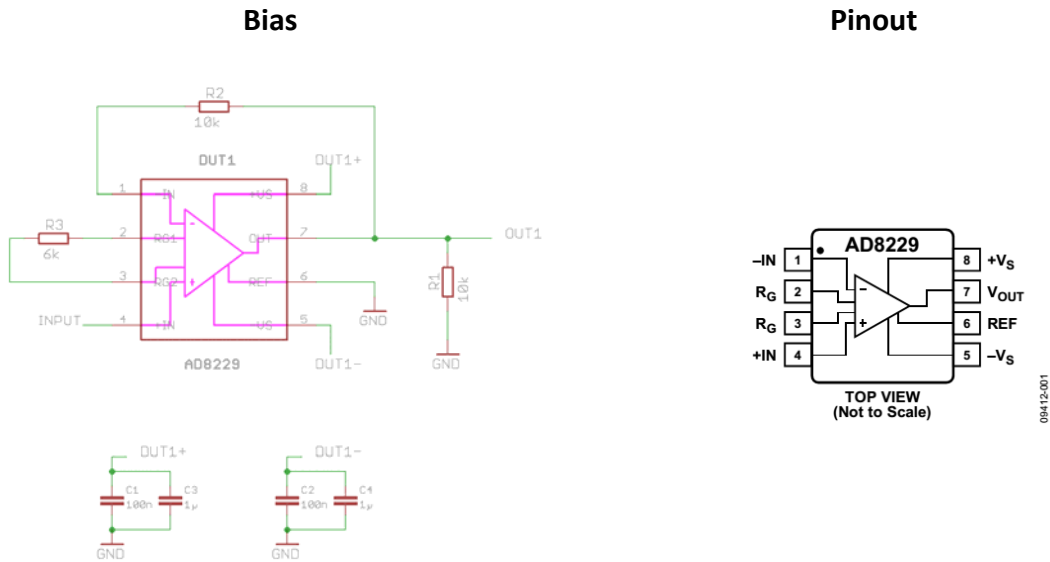 Bias
R2
10k
DUT1
DUT1+
1
-IN
+VS
8
R3
6k
2
RG1
OUT
7
OUT1
3
RG2
REF
6
R1
10k
INPUT
4
+IN
-VS
5
GND
AD8229
DUT1-
GND
DUT1+
C1
100n
C3
1µ
GND
DUT1-
C2
100n
C4
1µ
GND
Pinout
AD8229
–IN
1
8
+VS
RG
2
7
VOUT
RG
3
6
REF
+IN
4
5
–VS
TOP VIEW
(Not to Scale)
09412-001